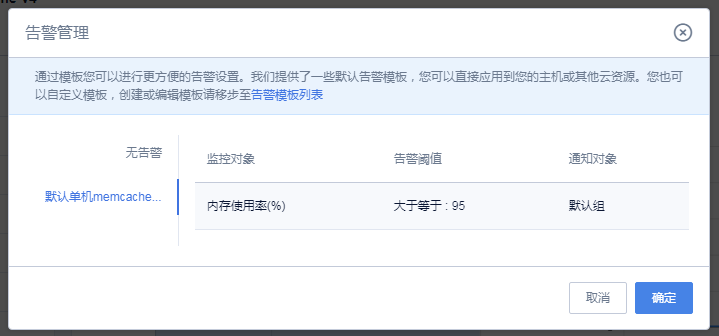 告警管理
通过模板您可以进行更方便的告警设置。我们提供了一些默认告警模板，您可以直接应用到您的主机或其他云资源。您也可
以自定义模板，创建或编辑模板请移步至告警模板列表
无告警
监控对象 告警阈值 通知对象
默认单机memcache...
内存使用率(%) 大于等于 : 95 默认组
取消 确定